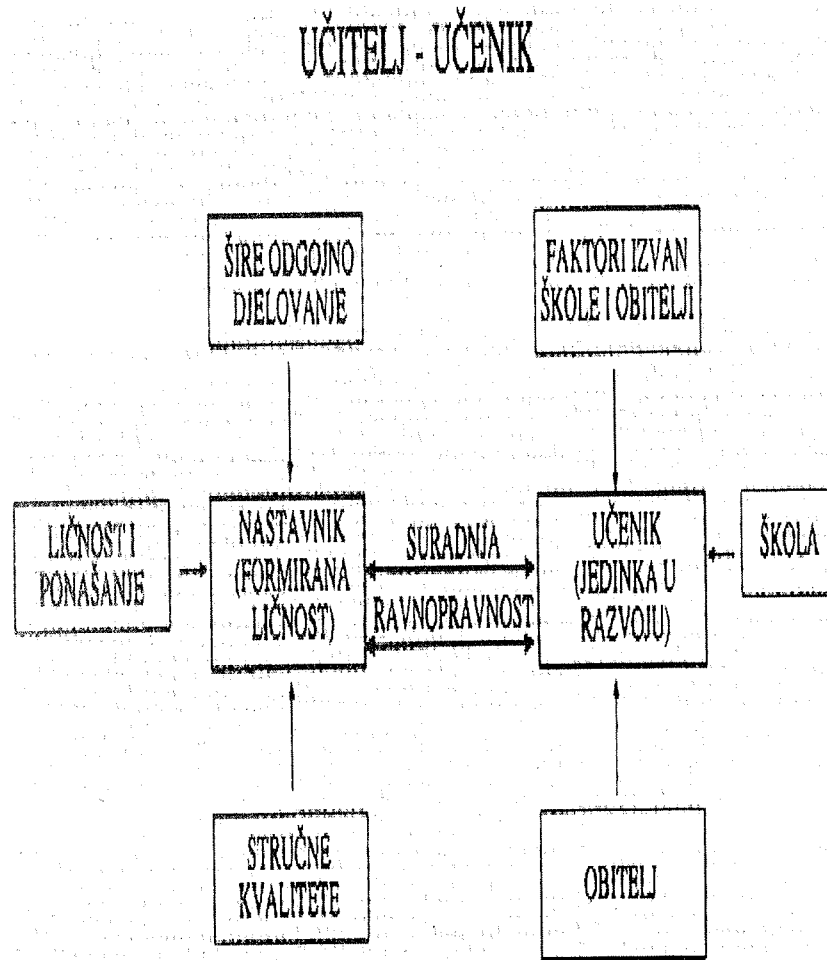 UČITELJ - UČENIK
ŠIRE ODGOJNO
DJELOVANJE
FAKTORI IZVAN
ŠKOLE I OBITELJI
LIČNOST I
PONAŠANJE
NASTAVNIK
(FORMIRANA
LIČNOST)
SURADNJA
RAVNOPRAVNOST
UČENIK
(JEDINKA U
RAZVOJU)
ŠKOLA
STRUČNE
KVALITETE
OBITELJ